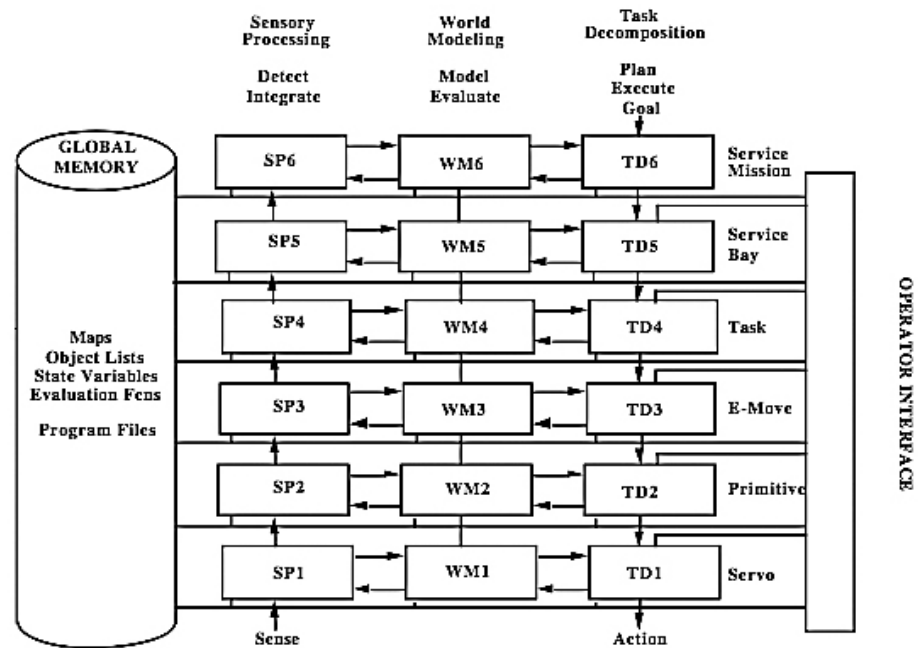 Sensory
Processing
World
Modeling
Task
Decomposition
Detect
Integrate
Model
Evaluate
Plan
Execute
Goal
GLOBAL
MEMORY
SP6
WM6
TD6
Service
Mission
SP5
WM5
TD5
Service
Bay
SP4
WM4
TD4
Task
SP3
WM3
TD3
E-Move
SP2
WM2
TD2
Primitive
SP1
WM1
TD1
Servo
Maps
Object Lists
State Variables
Evaluation Fcns
Program Files
Sense
Action
OPERATOR INTERFACE